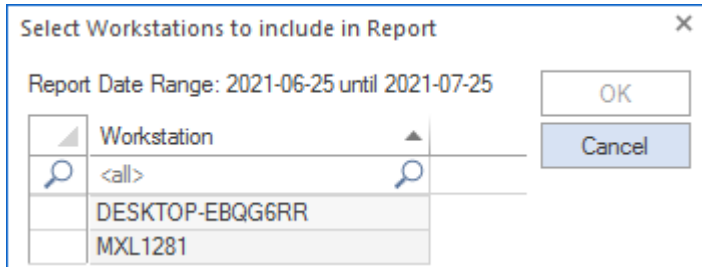 Select Workstations to include in Report
Report Date Range: 2021-06-25 until 2021-07-25
OK
Workstation
Cancel
<all>
DESKTOP-EBQG6RR
MXL1281